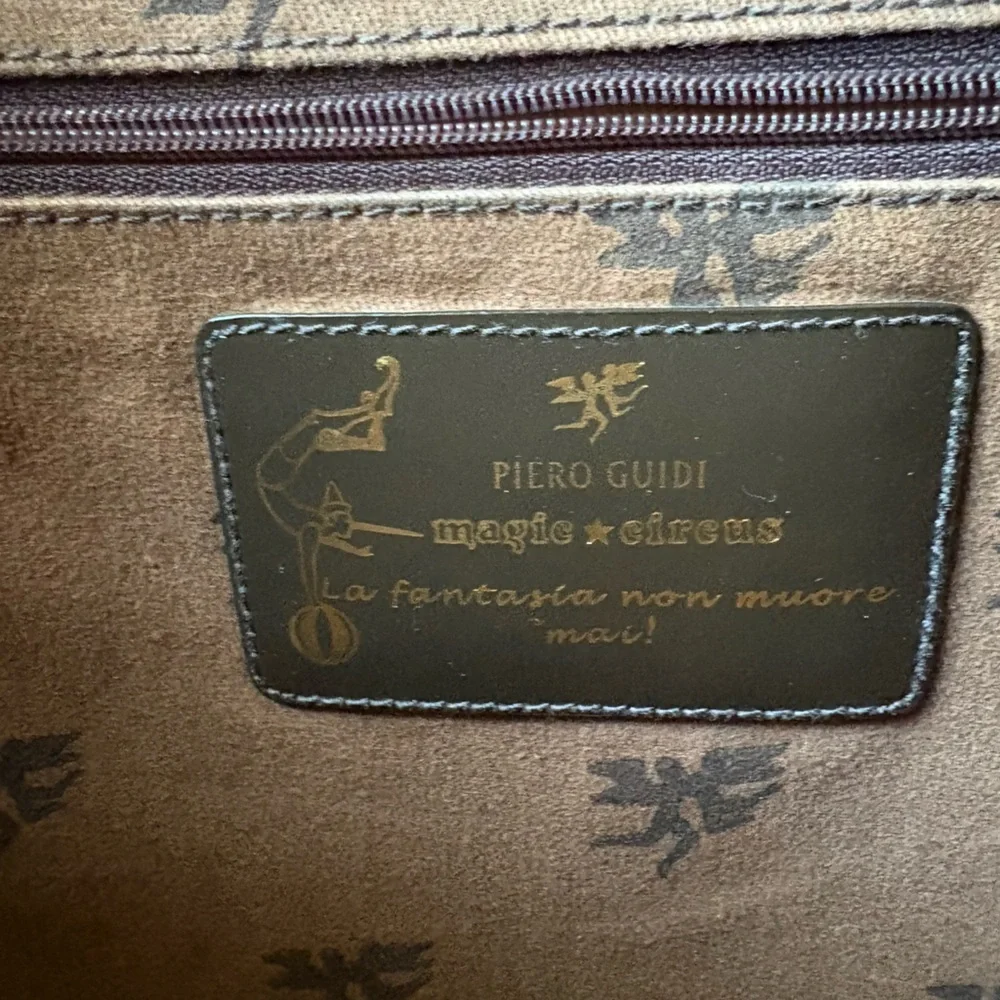 PIERO GUIDI
magic★circus
La fantasia non muore
mai!